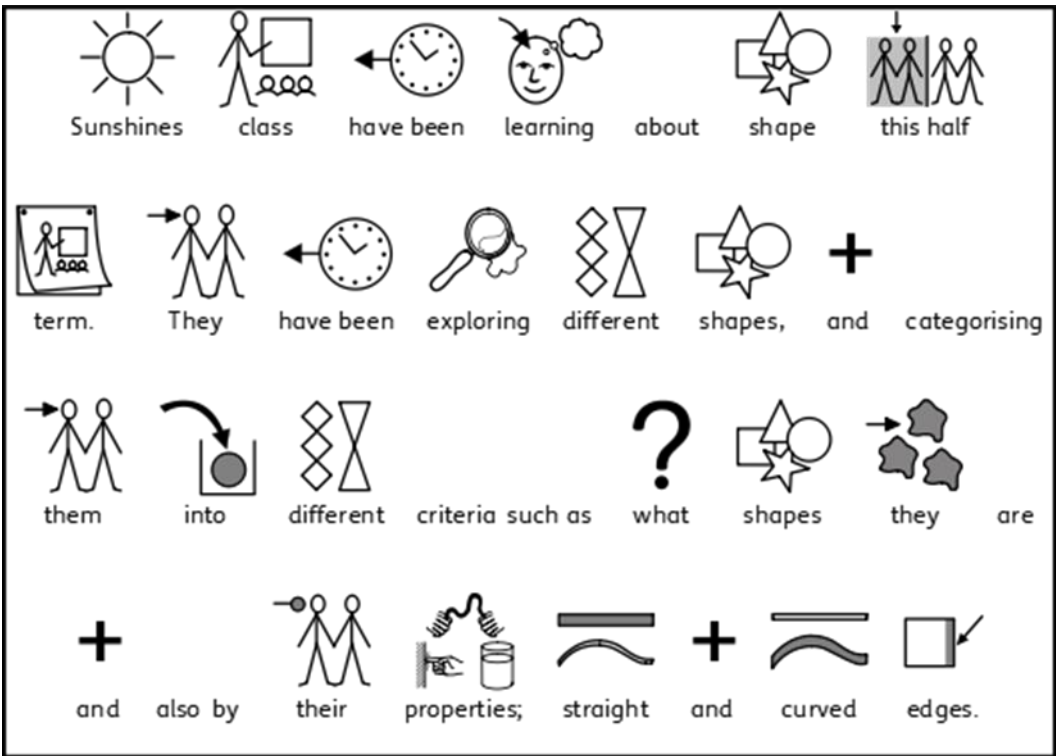 Sunshines class have been learning about shape this half
term. They have been exploring different shapes, and categorising
them into different criteria such as what shapes they are
and also by their properties; straight and curved edges.